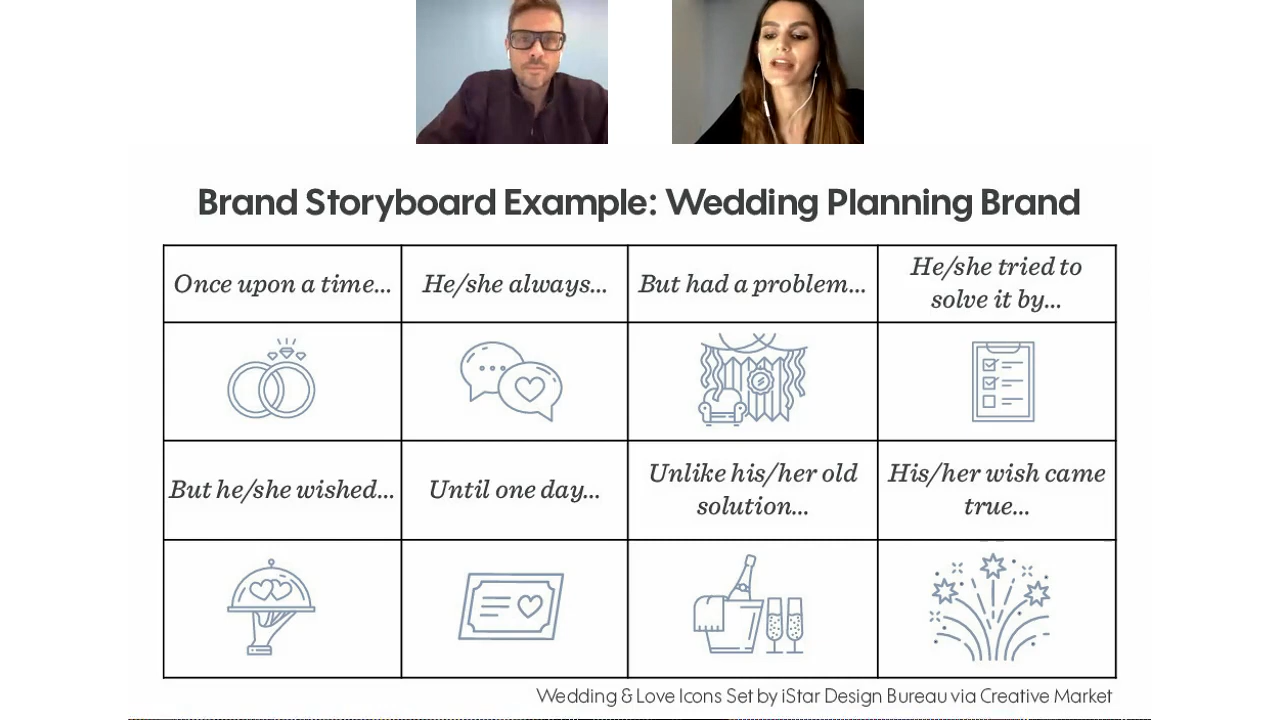 Brand Storyboard Example: Wedding Planning Brand
Once upon a time...
He/she always...
But had a problem...
He/she tried to
solve it by...
But he/she wished...
Until one day...
Unlike his/her old
solution...
His/her wish came
true...
Wedding & Love Icons Set by iStar Design Bureau via Creative Market